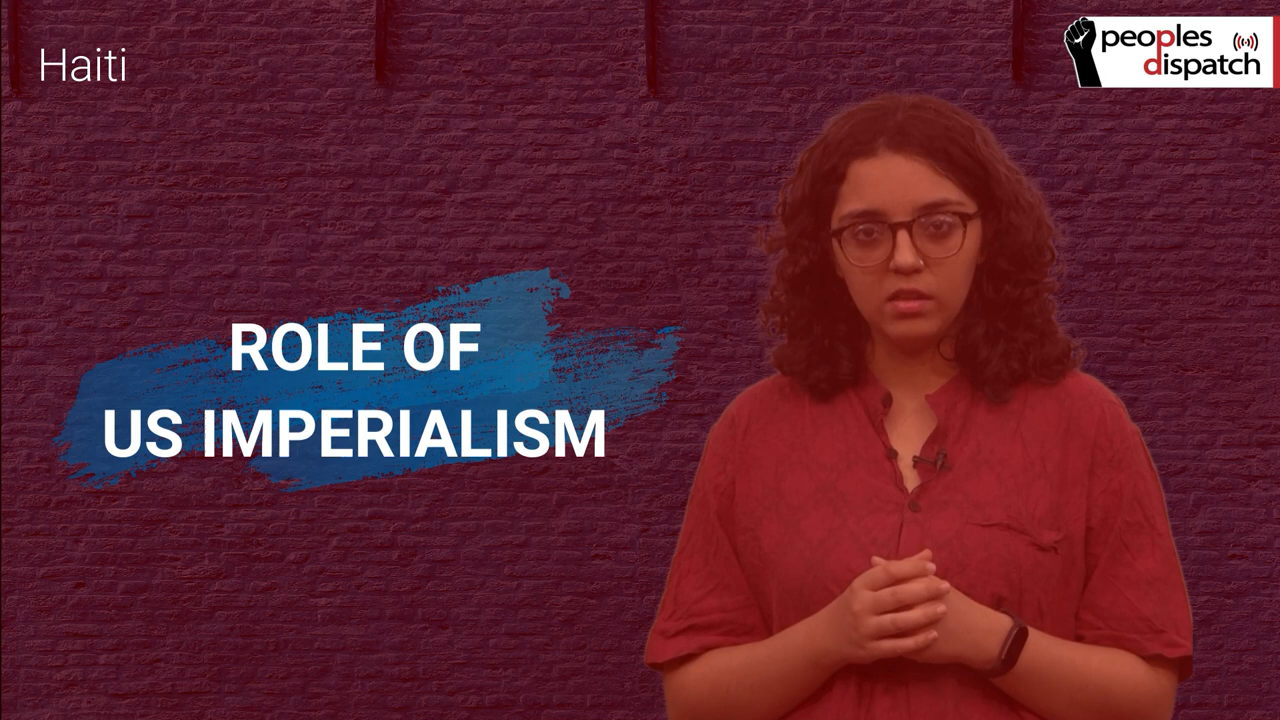 Haiti
peoples
dispatch
ROLE OF
US IMPERIALISM